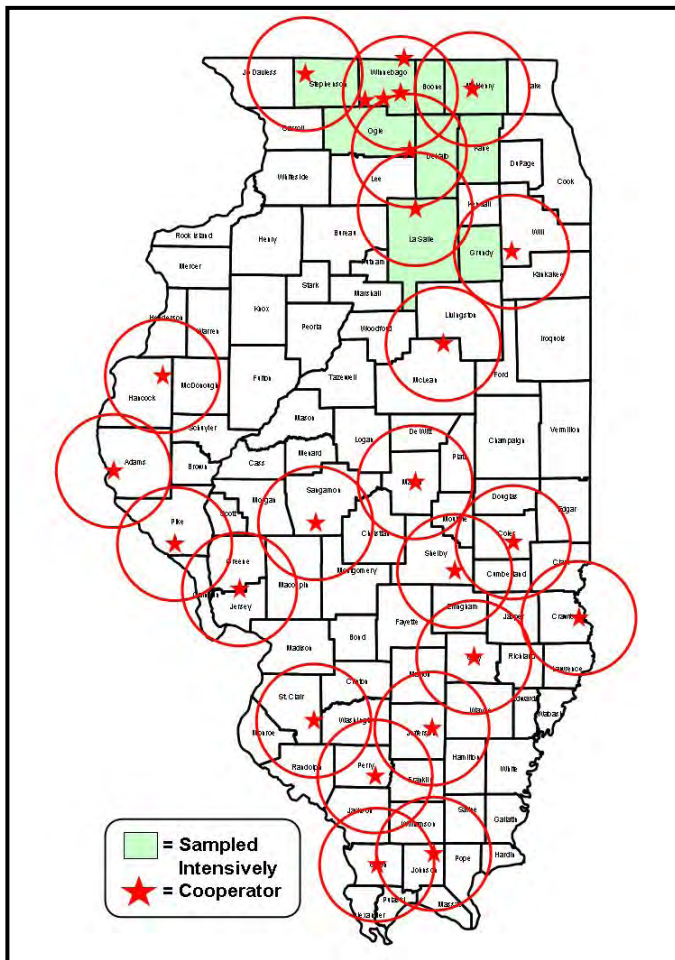 Jo Daviess
Stephenson
Winnebago
Boone
McHenry
Lake
Carroll
Ogle
DeKalb
Kane
DuPage
Cook
Whiteside
Lee
Kendall
Will
Rock Island
Henry
Bureau
La Salle
Grundy
Putnam
Kankakee
Mercer
Stark
Marshall
Henderson
Warren
Knox
Peoria
Woodford
Livingston
Iroquois
Hancock
McDonough
Fulton
Tazewell
McLean
Ford
Schuyler
Mason
Logan
De Witt
Champaign
Vermilion
Adams
Brown
Cass
Menard
Piatt
Pike
Scott
Morgan
Sangamon
Christian
Douglas
Edgar
Coles
Greene
Shelby
Clark
Cumberland
Jersey
Macoupin
Montgomery
Effingham
Fayette
Jasper
Crawford
Madison
Bond
Richland
Lawrence
Clinton
Marion
St. Clair
Wayne
Edwards
Wabash
Monroe
Washington
Jefferson
Randolph
Perry
Hamilton
White
Franklin
Jackson
Williamson
Saline
Gallatin
Johnson
Pope
Hardin
Pulaski
Alexander
Massac
= Sampled
Intensively
= Cooperator